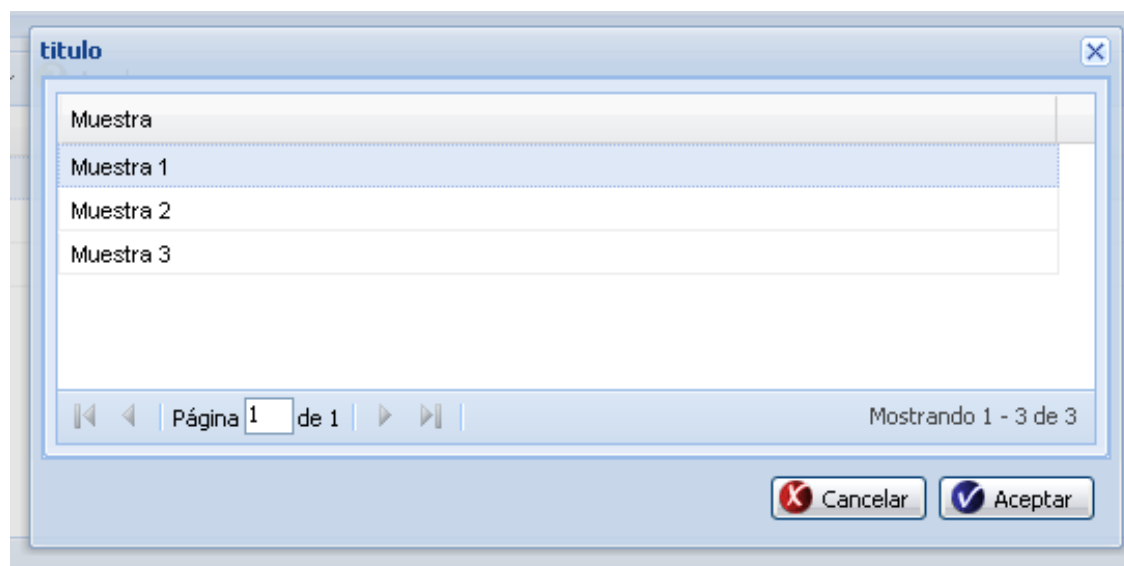 titulo
Muestra
Muestra 1
Muestra 2
Muestra 3
Página 1 de 1 Mostrando 1 - 3 de 3
Cancelar Aceptar